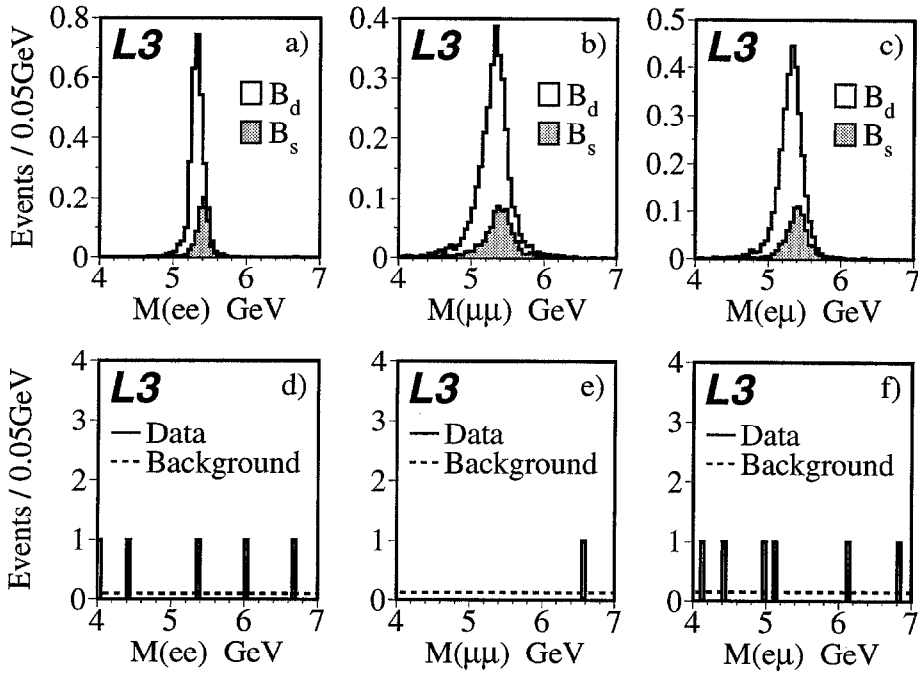 L3 a)
B_d
B_s
Events / 0.05GeV
0.8
0.6
0.4
0.2
0
4 5 6 7
M(ee) GeV
L3 b)
B_d
B_s
0.4
0.3
0.2
0.1
0
4 5 6 7
M(μμ) GeV
L3 c)
B_d
B_s
0.5
0.4
0.3
0.2
0.1
0
4 5 6 7
M(eμ) GeV
L3 d)
Data
Background
Events / 0.05GeV
4
3
2
1
0
4 5 6 7
M(ee) GeV
L3 e)
Data
Background
4
3
2
1
0
4 5 6 7
M(μμ) GeV
L3 f)
Data
Background
4
3
2
1
0
4 5 6 7
M(eμ) GeV